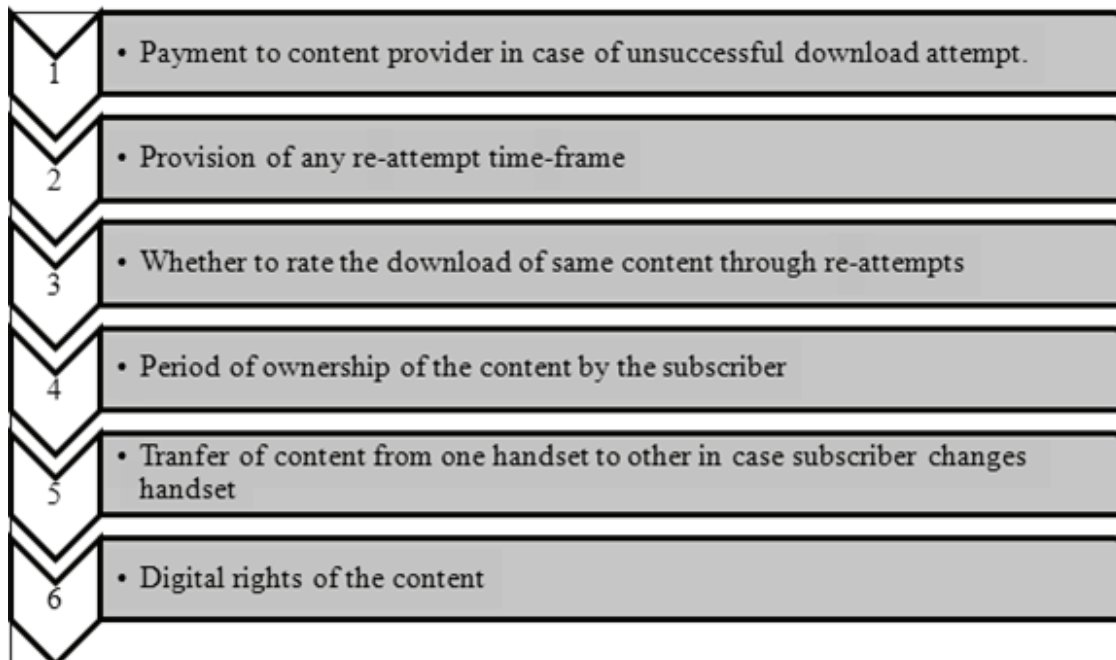 1
• Payment to content provider in case of unsuccessful download attempt.
2
• Provision of any re-attempt time-frame
3
• Whether to rate the download of same content through re-attempts
4
• Period of ownership of the content by the subscriber
5
• Tranfer of content from one handset to other in case subscriber changes
handset
6
• Digital rights of the content